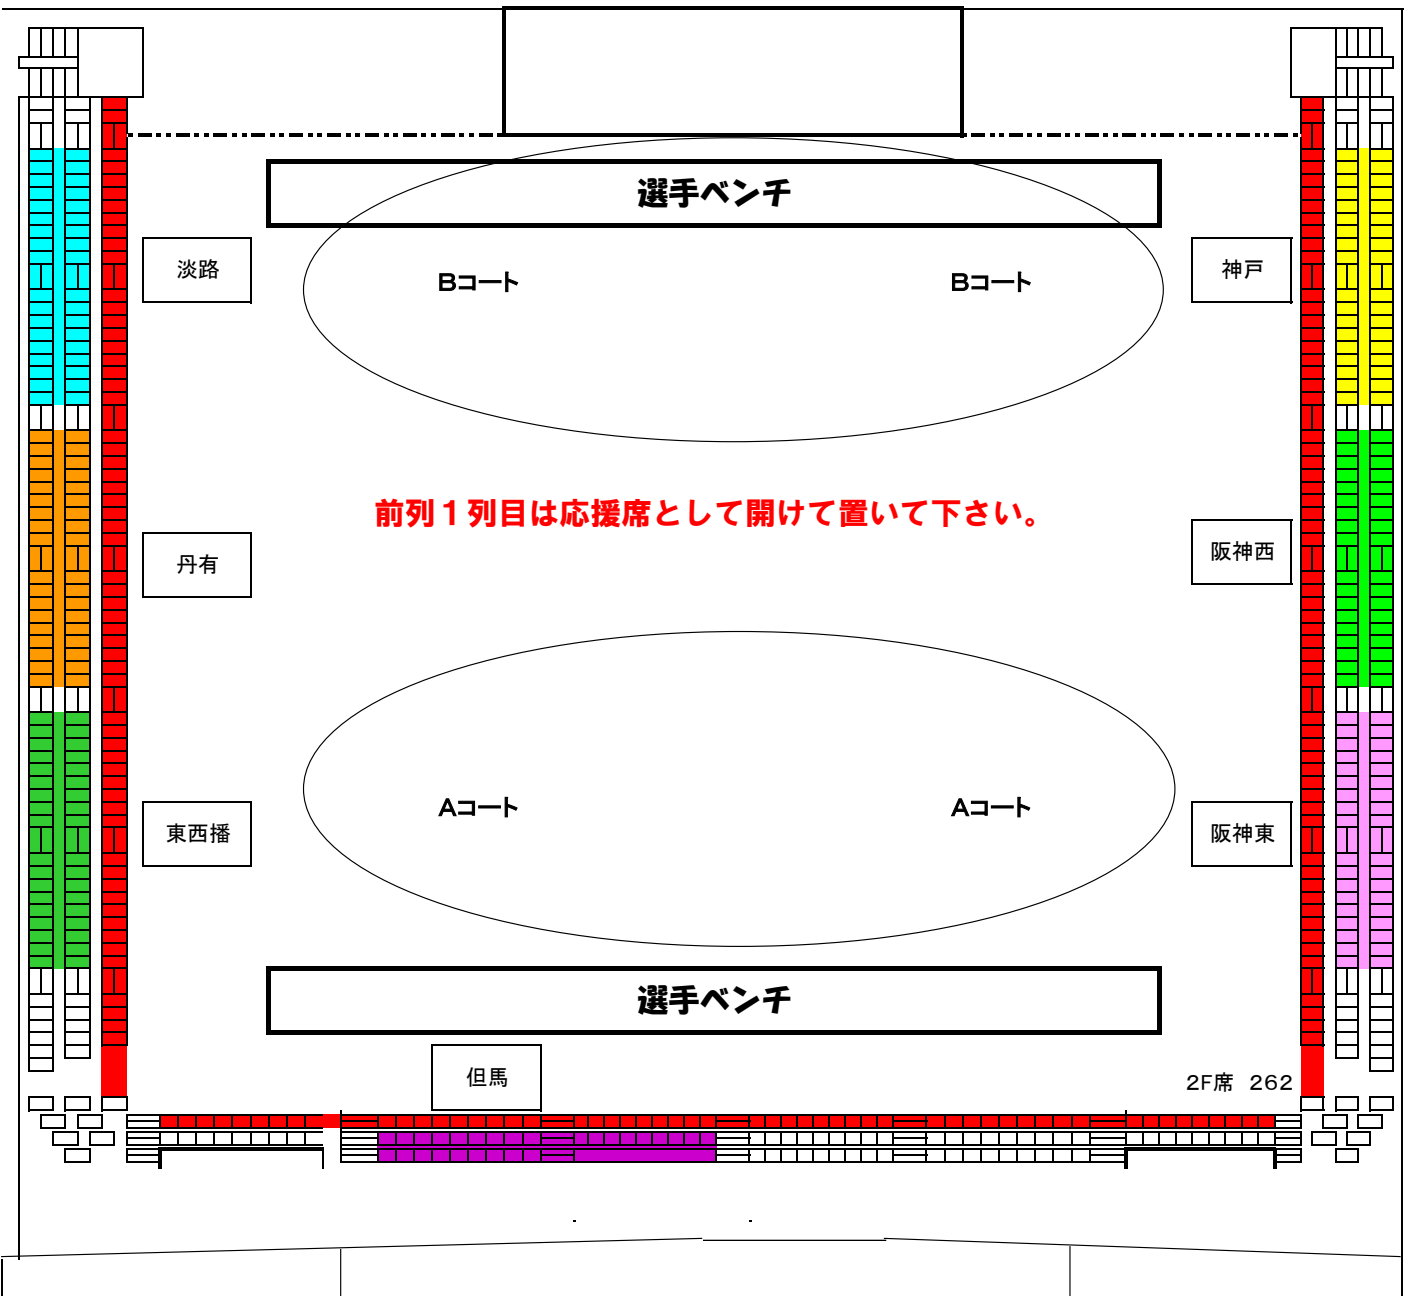 選手ベンチ
淡路
Bコート
Bコート
神戸
前列１列目は応援席として開けて置いて下さい。
丹有
阪神西
東西播
Aコート
Aコート
阪神東
選手ベンチ
但馬
2F席　262